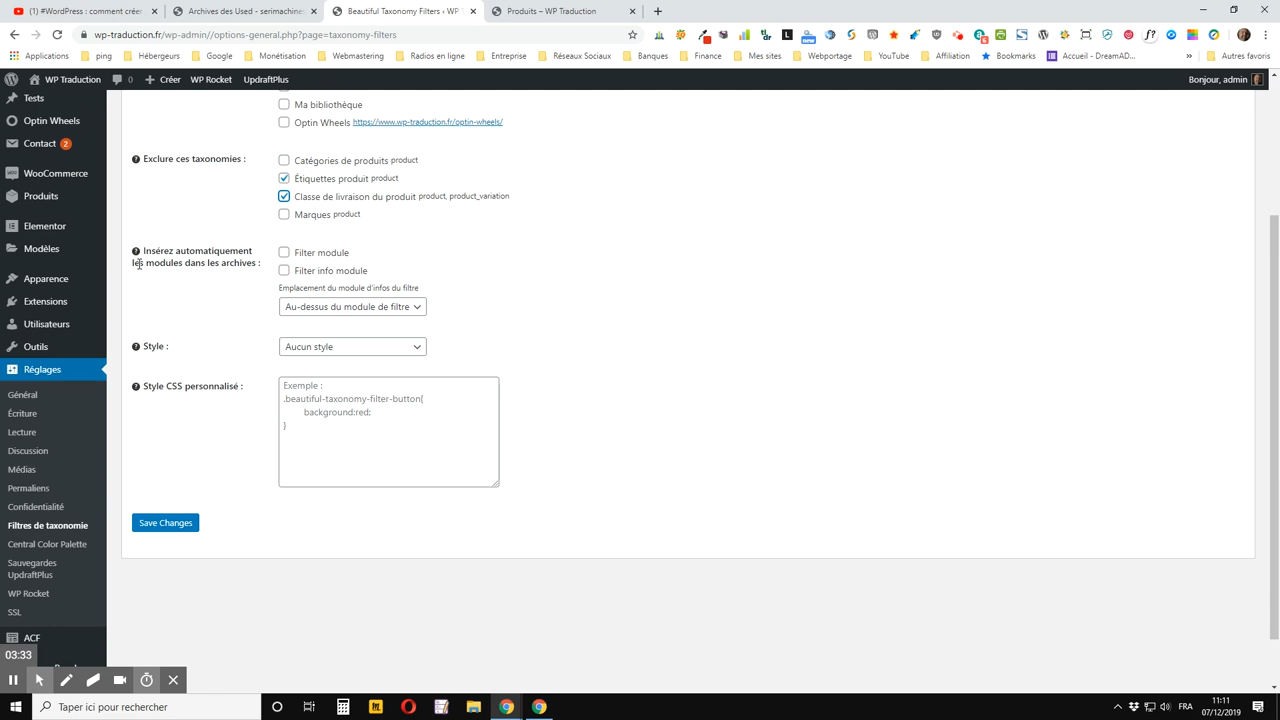 (1) #WordPress : comment créer
Archives des Used - serimachines
Beautiful Taxonomy Filters ‹ WP T
Produits – WP Traduction
wp-traduction.fr/wp-admin//options-general.php?page=taxonomy-filters
Applications
ping
Hébergeurs
Google
Monétisation
Webmastering
Radios en ligne
Entreprise
Réseaux Sociaux
Banques
Finance
Mes sites
Webportage
YouTube
Affiliation
Bookmarks
Accueil - DreamAD...
»
Autres favoris
WP Traduction
0
Créer
WP Rocket
UpdraftPlus
Bonjour, admin
Tests
Optin Wheels
Contact 2
WooCommerce
Produits
Elementor
Modèles
Apparence
Extensions
Utilisateurs
Outils
Réglages
Général
Écriture
Lecture
Discussion
Médias
Permaliens
Confidentialité
Filtres de taxonomie
Central Color Palette
Sauvegardes
UpdraftPlus
WP Rocket
SSL
ACF
Ma bibliothèque
Optin Wheels https://www.wp-traduction.fr/optin-wheels/
Exclure ces taxonomies :
Catégories de produits product
Étiquettes produit product
Classe de livraison du produit product, product_variation
Marques product
Insérez automatiquement
les modules dans les archives :
Filter module
Filter info module
Emplacement du module d'infos du filtre
Au-dessus du module de filtre
Style :
Aucun style
Style CSS personnalisé :
Exemple :
.beautiful-taxonomy-filter-button{
background:red;
}
Save Changes
03:33
Taper ici pour rechercher
FRA
11:11
07/12/2019